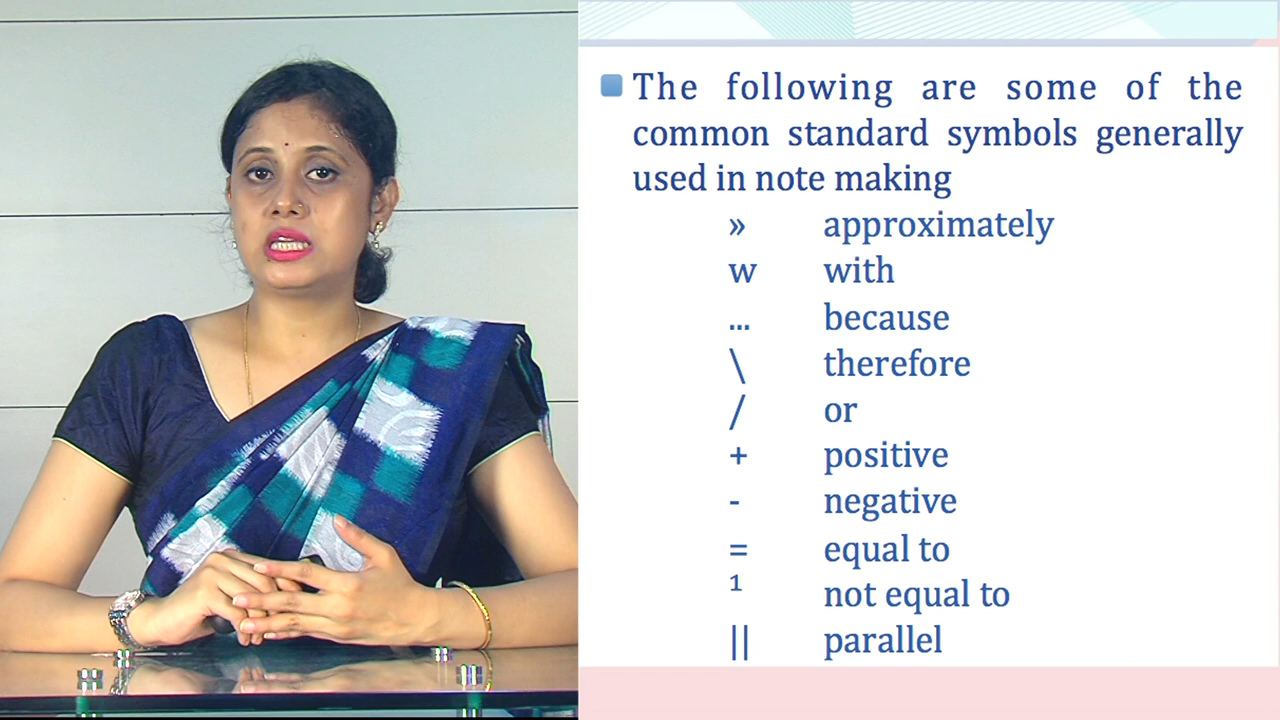 The following are some of the
common standard symbols generally
used in note making
» approximately
w with
... because
\ therefore
/ or
+ positive
- negative
= equal to
¹ not equal to
|| parallel